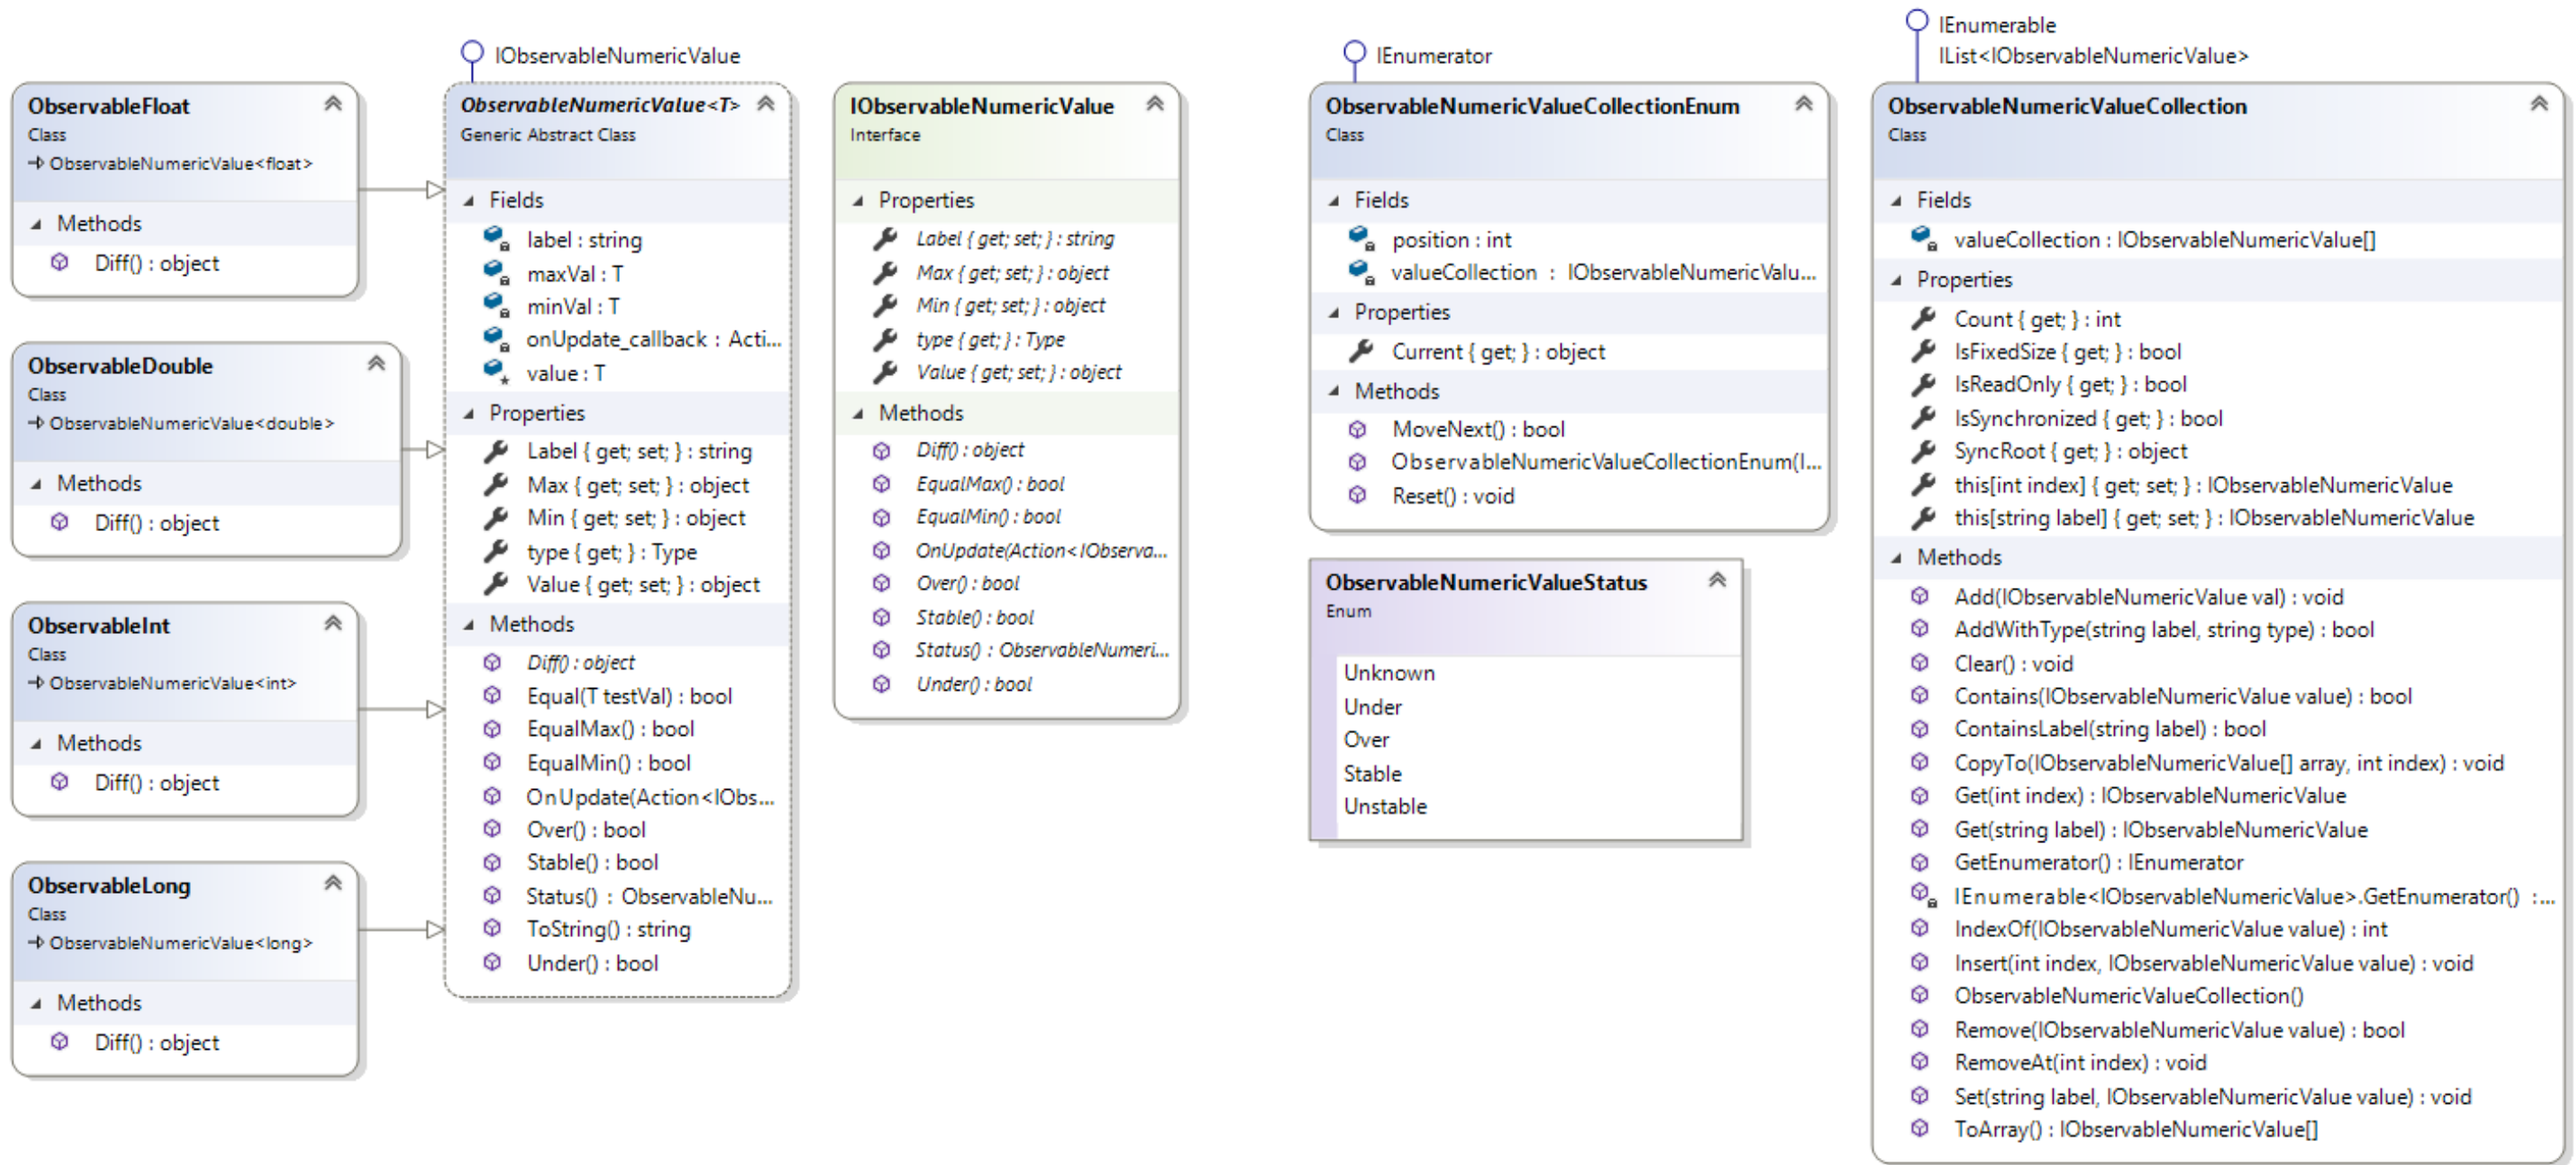 ObservableFloat
Class
ObservableNumericValue<float>
Methods
Diff() : object
ObservableDouble
Class
ObservableNumericValue<double>
Methods
Diff() : object
ObservableInt
Class
ObservableNumericValue<int>
Methods
Diff() : object
ObservableLong
Class
ObservableNumericValue<long>
Methods
Diff() : object
IObservableNumericValue
ObservableNumericValue<T>
Generic Abstract Class
Fields
label : string
maxVal : T
minVal : T
onUpdate_callback : Acti...
value : T
Properties
Label { get; set; } : string
Max { get; set; } : object
Min { get; set; } : object
type { get; } : Type
Value { get; set; } : object
Methods
Diff() : object
Equal(T testVal) : bool
EqualMax() : bool
EqualMin() : bool
OnUpdate(Action<IObs...
Over() : bool
Stable() : bool
Status() : ObservableNu...
ToString() : string
Under() : bool
IObservableNumericValue
Interface
Properties
Label { get; set; } : string
Max { get; set; } : object
Min { get; set; } : object
type { get; } : Type
Value { get; set; } : object
Methods
Diff() : object
EqualMax() : bool
EqualMin() : bool
OnUpdate(Action<IObserva...
Over() : bool
Stable() : bool
Status() : ObservableNumeri...
Under() : bool
IEnumerator
ObservableNumericValueCollectionEnum
Class
Fields
position : int
valueCollection : IObservableNumericValu...
Properties
Current { get; } : object
Methods
MoveNext() : bool
ObservableNumericValueCollectionEnum(I...
Reset() : void
ObservableNumericValueStatus
Enum
Unknown
Under
Over
Stable
Unstable
IEnumerable
IList<IObservableNumericValue>
ObservableNumericValueCollection
Class
Fields
valueCollection : IObservableNumericValue[]
Properties
Count { get; } : int
IsFixedSize { get; } : bool
IsReadOnly { get; } : bool
IsSynchronized { get; } : bool
SyncRoot { get; } : object
this[int index] { get; set; } : IObservableNumericValue
this[string label] { get; set; } : IObservableNumericValue
Methods
Add(IObservableNumericValue val) : void
AddWithType(string label, string type) : bool
Clear() : void
Contains(IObservableNumericValue value) : bool
ContainsLabel(string label) : bool
CopyTo(IObservableNumericValue[] array, int index) : void
Get(int index) : IObservableNumericValue
Get(string label) : IObservableNumericValue
GetEnumerator() : IEnumerator
IEnumerable<IObservableNumericValue>.GetEnumerator() :...
IndexOf(IObservableNumericValue value) : int
Insert(int index, IObservableNumericValue value) : void
ObservableNumericValueCollection()
Remove(IObservableNumericValue value) : bool
RemoveAt(int index) : void
Set(string label, IObservableNumericValue value) : void
ToArray() : IObservableNumericValue[]